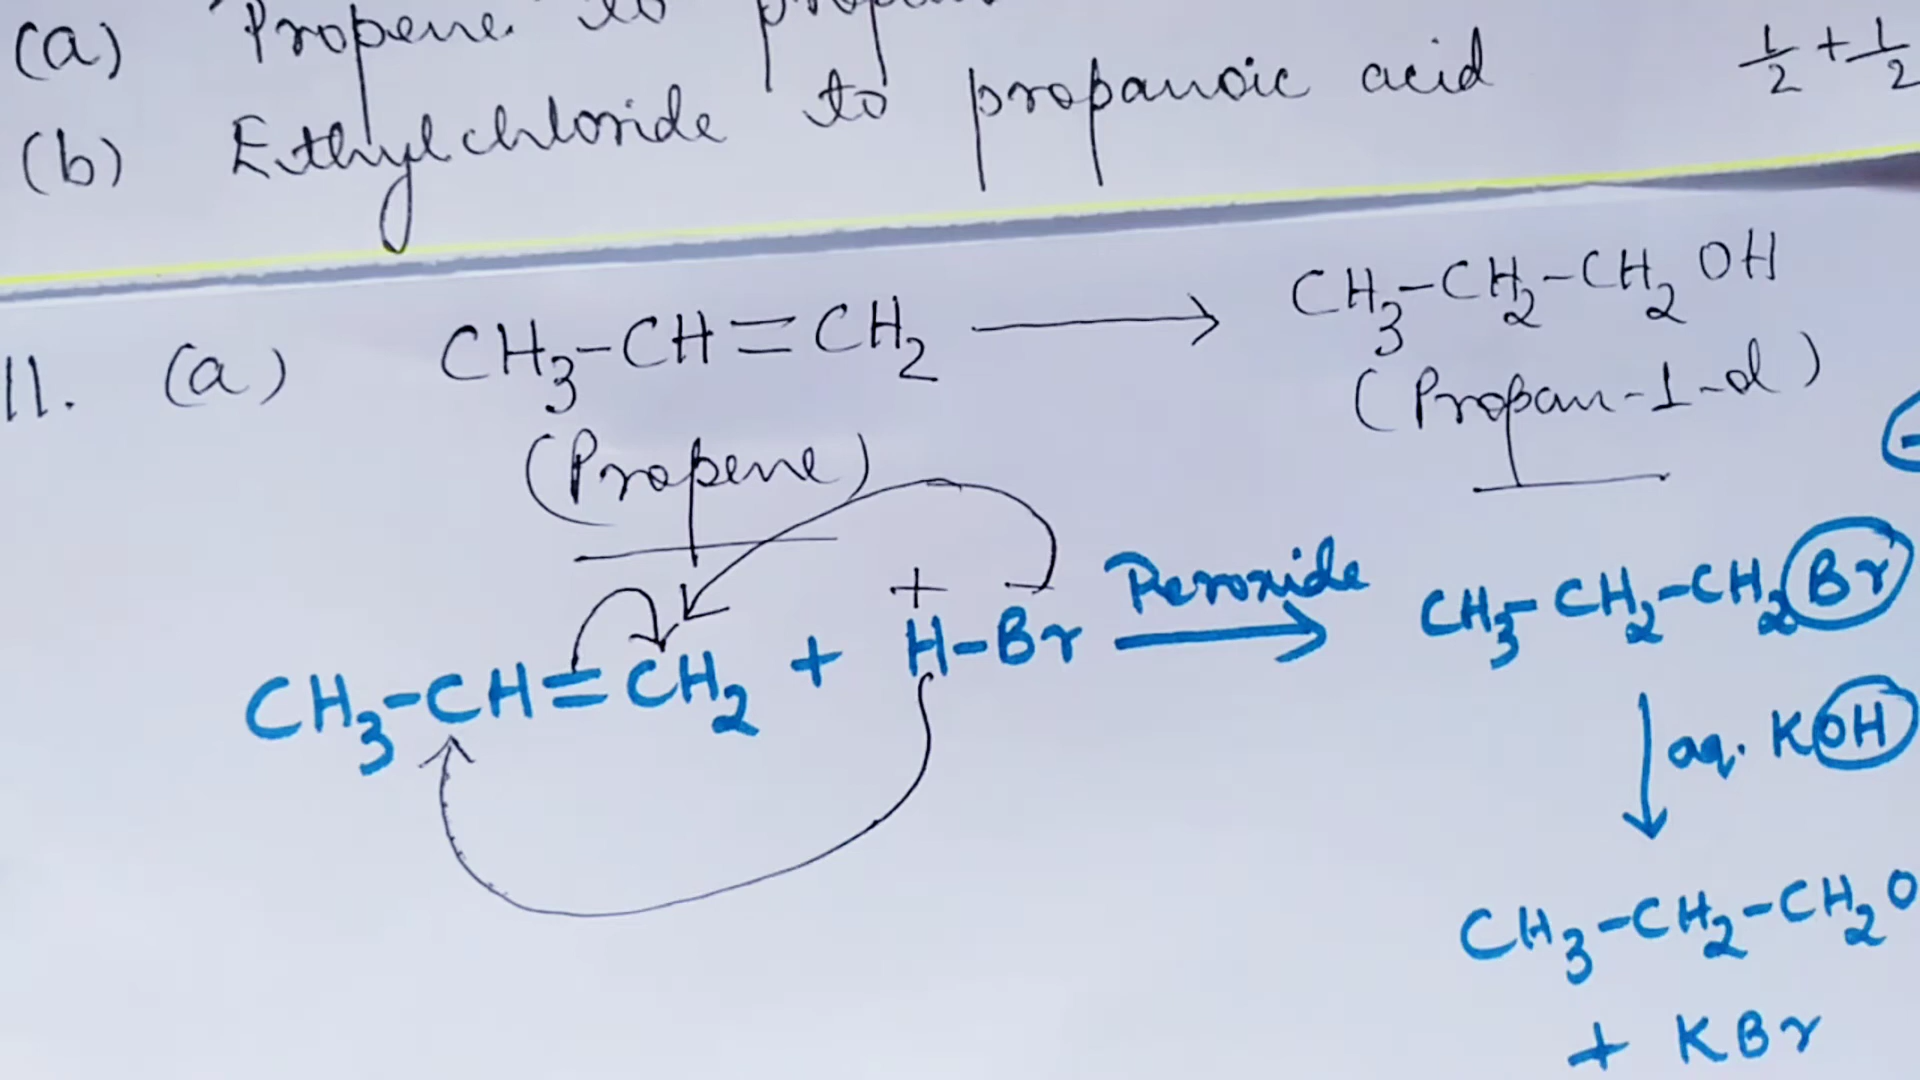 (a) Propene to
(b) Ethylchloride to propanoic acid ½ + ½
11. (a) CH₃-CH=CH₂ → CH₃-CH₂-CH₂OH
(Propene) (Propan-1-ol)
CH₃-CH=CH₂ + H-Br Peroxide → CH₃-CH₂-CH₂Br
+ -
↓ aq. KOH
CH₃-CH₂-CH₂O
+ KBr